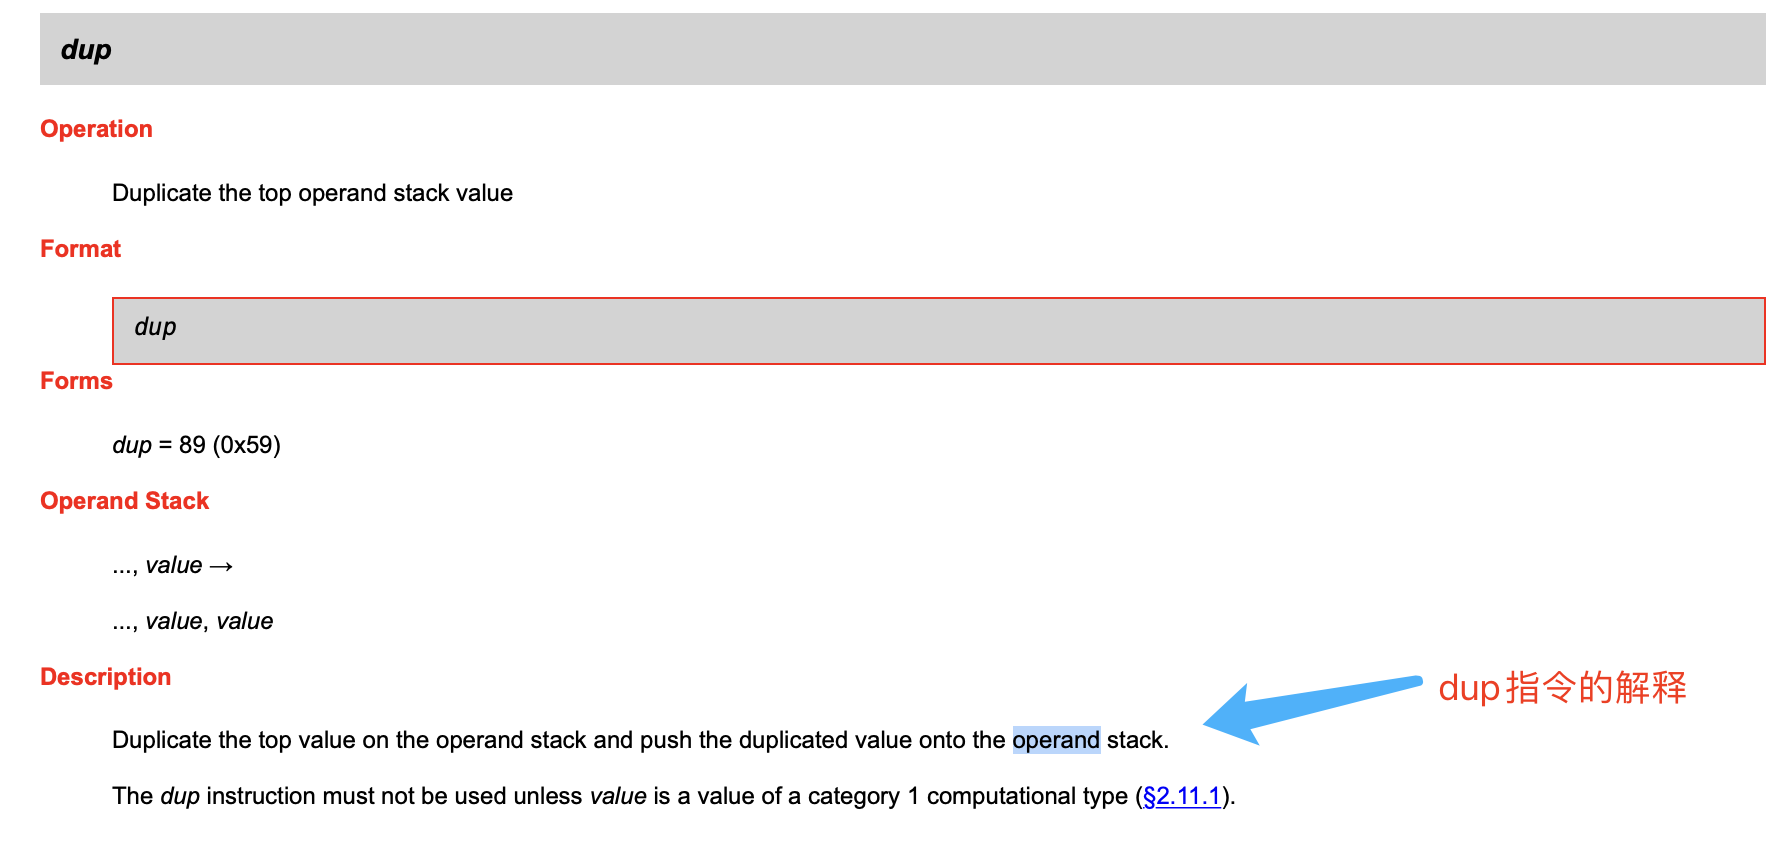 dup
Operation
Duplicate the top operand stack value
Format
dup
Forms
dup = 89 (0x59)
Operand Stack
..., value →
..., value, value
Description
dup指令的解释
Duplicate the top value on the operand stack and push the duplicated value onto the operand stack.
The dup instruction must not be used unless value is a value of a category 1 computational type (§2.11.1).